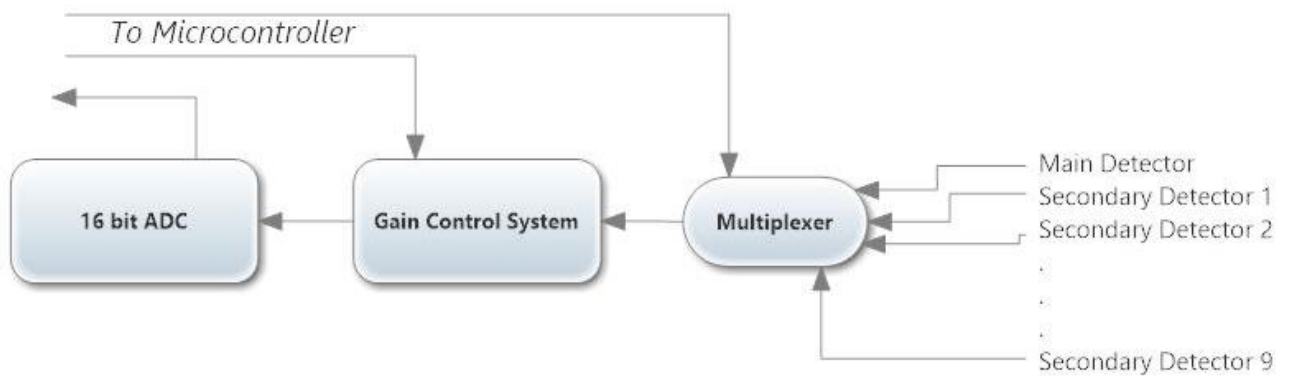 To Microcontroller
16 bit ADC
Gain Control System
Multiplexer
Main Detector
Secondary Detector 1
Secondary Detector 2
.
.
.
Secondary Detector 9